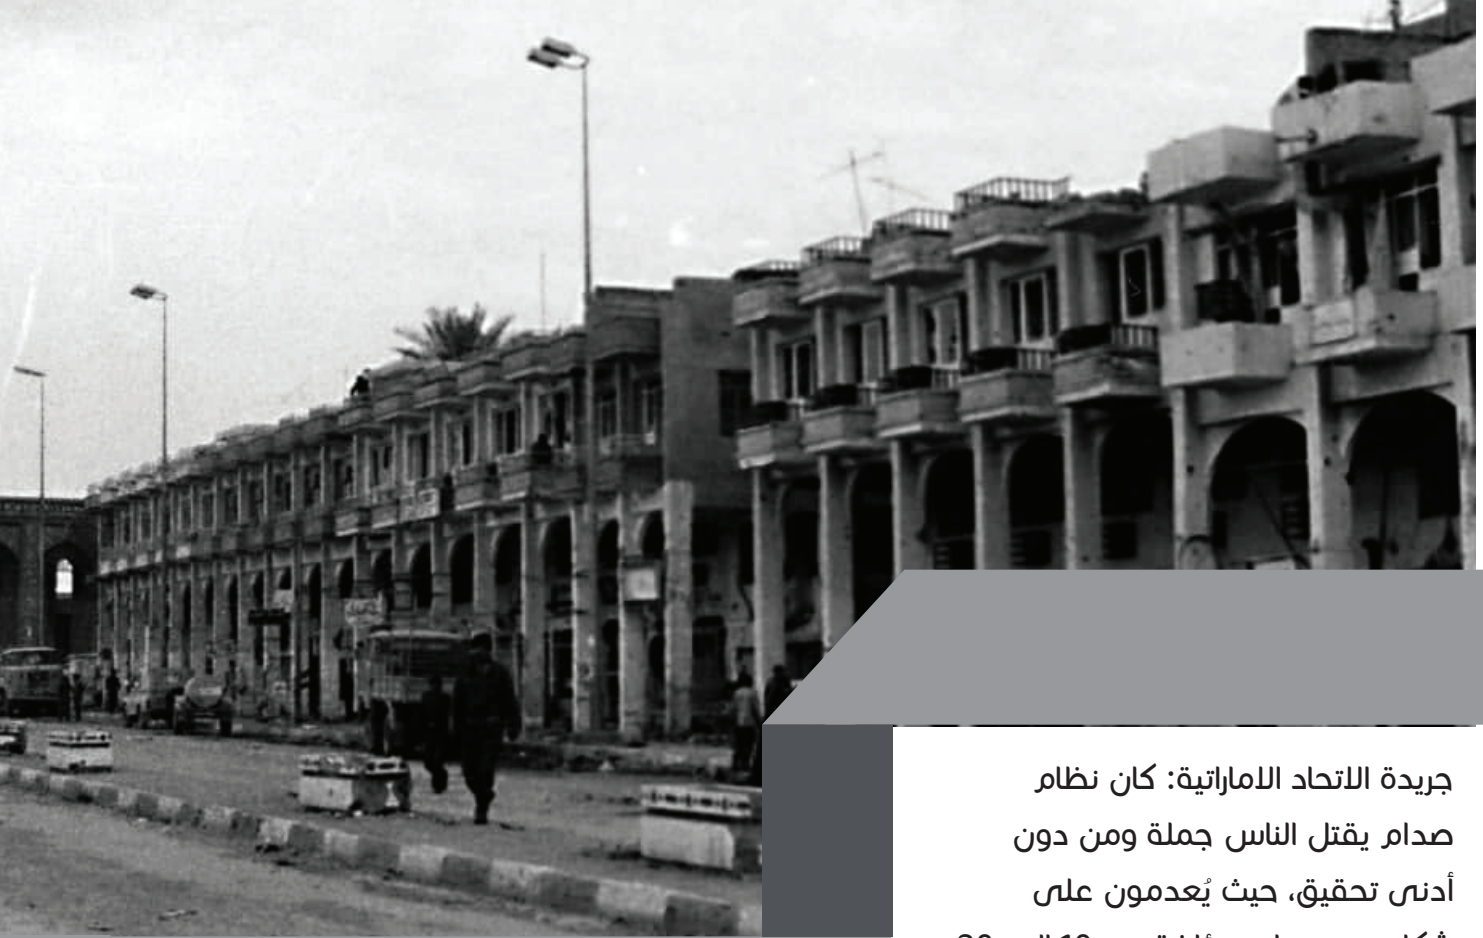 جريدة الاتحاد الاماراتية: كان نظام
صدام يقتل الناس جملة ومن دون
أدنى تحقيق، حيث يُعدمون على